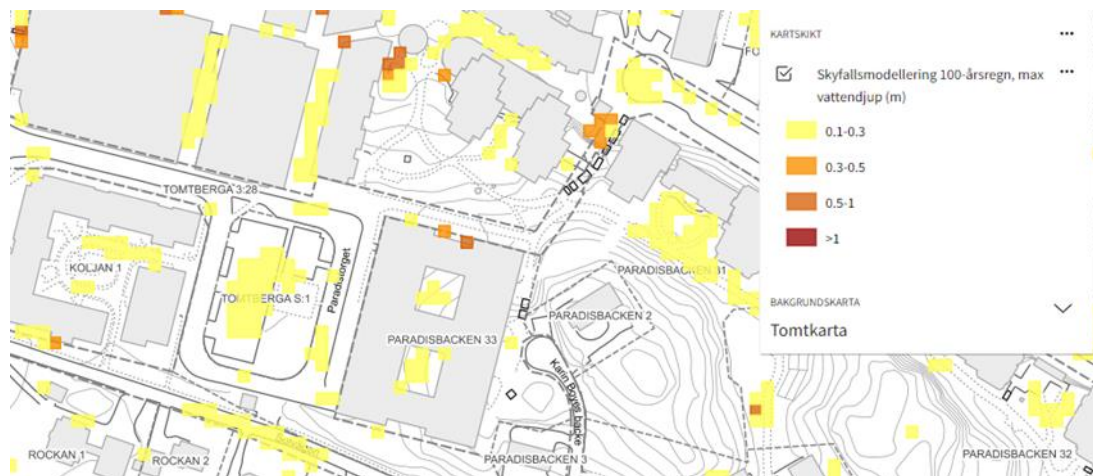 KARTSKIKT
Skyfallsmodellering 100-årsregn, max
vattendjup (m)
0.1-0.3
0.3-0.5
0.5-1
>1
BAKGRUNDSKARTA
Tomtkarta
TOMTBERGA 3:28
KOLJAN 1
TOMTBERGA S:1
Paradistorget
PARADISBACKEN 33
PARADISBACKEN 2
Karin Boyes backe
ROCKAN 1
ROCKAN 2
PARADISBACKEN 3
PARADISBACKEN 32